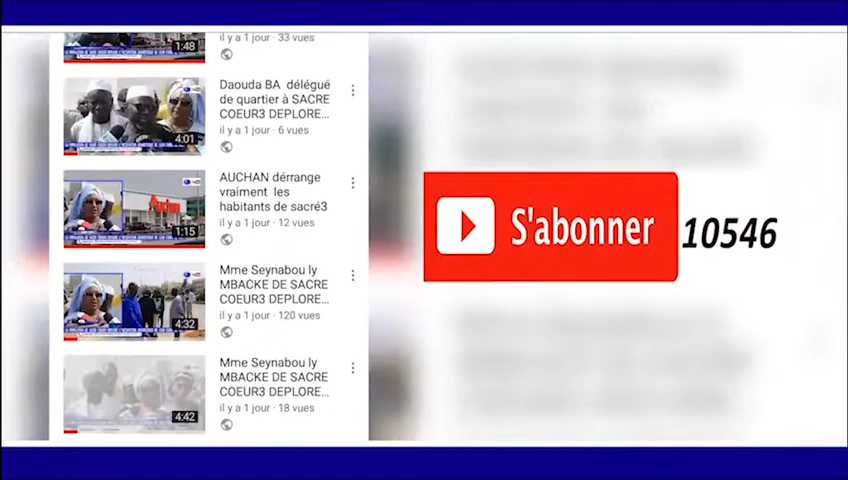 il y a 1 jour · 33 vues
1:48
Daouda BA délégué
de quartier à SACRE
COEUR3 DEPLORE...
il y a 1 jour · 6 vues
4:01
AUCHAN dérrange
vraiment les
habitants de sacré3
il y a 1 jour · 12 vues
Auchan
1:15
Mme Seynabou ly
MBACKE DE SACRE
COEUR3 DEPLORE...
il y a 1 jour · 120 vues
4:32
Mme Seynabou ly
MBACKE DE SACRE
COEUR3 DEPLORE...
il y a 1 jour · 18 vues
4:42
S'abonner
10546